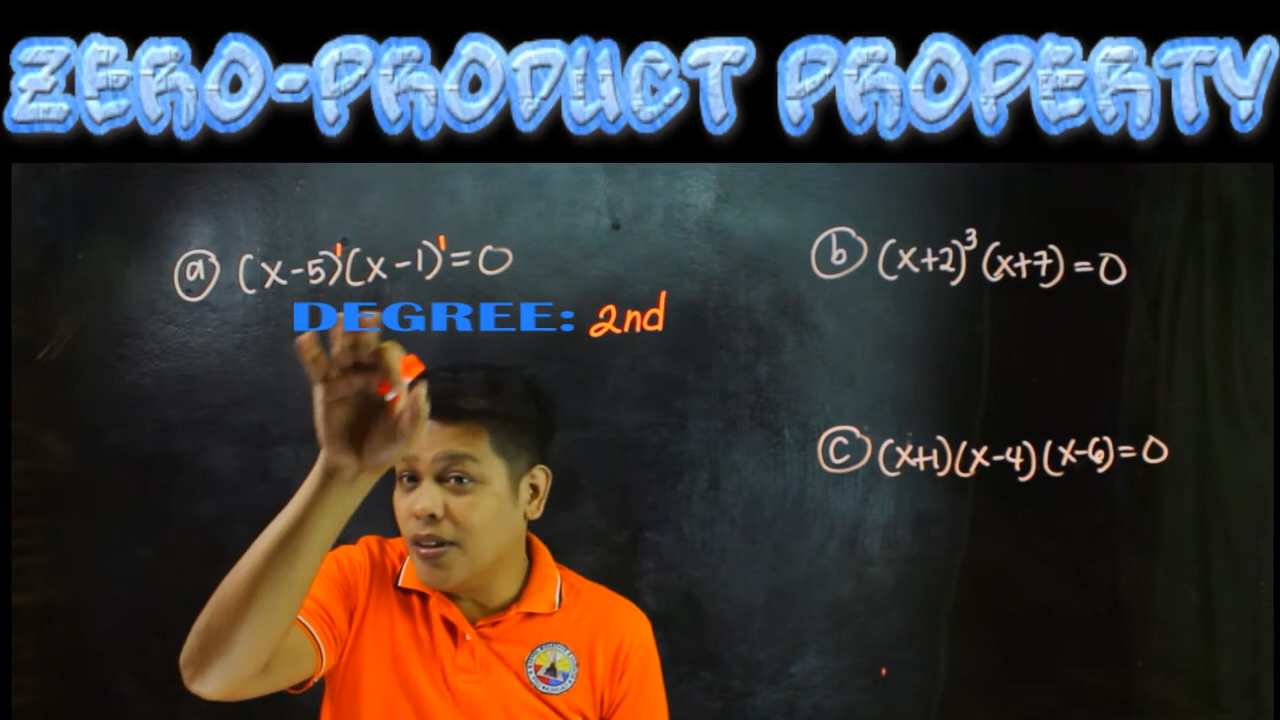 ZERO-PRODUCT PROPERTY
ⓐ (x-5)¹(x-1)¹=0
DEGREE: 2nd
ⓑ (x+2)³(x+7)=0
ⓒ (x+1)(x-4)(x-6)=0